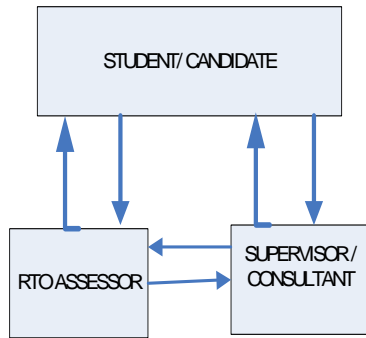 STUDENT/ CANDIDATE
RTO ASSESSOR
SUPERVISOR /
CONSULTANT